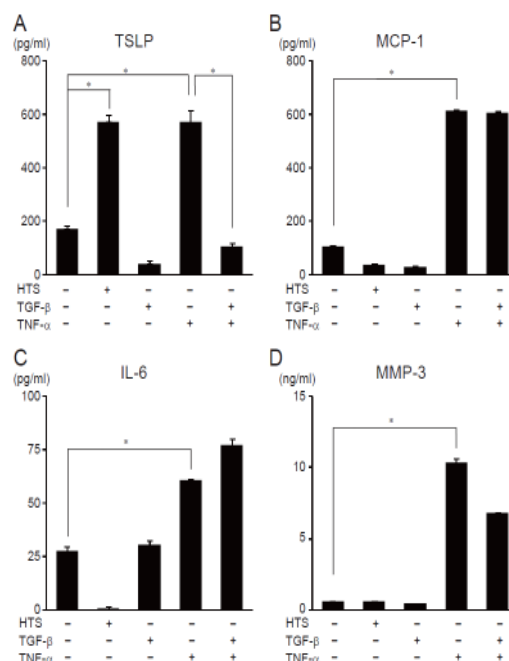 A
TSLP
(pg/ml)
800
*
*
*
600
400
200
0
HTS − + − − −
TGF-β − − + − +
TNF-α − − − + +
B
MCP-1
(pg/ml)
800
*
600
400
200
0
HTS − + − − −
TGF-β − − + − +
TNF-α − − − + +
C
IL-6
(pg/ml)
100
75
*
50
25
0
HTS − + − − −
TGF-β − − + − +
TNF-α − − − + +
D
MMP-3
(ng/ml)
15
*
10
5
0
HTS − + − − −
TGF-β − − + − +
TNF-α − − − + +